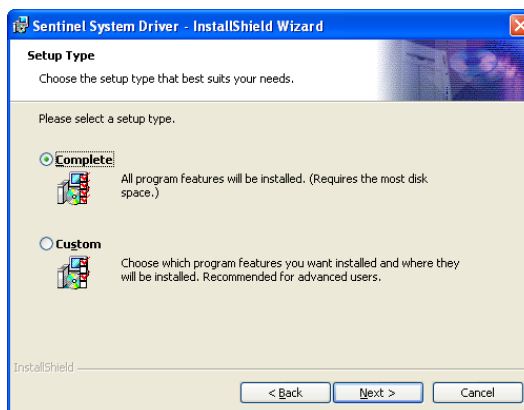 Sentinel System Driver - InstallShield Wizard
Setup Type
Choose the setup type that best suits your needs.
Please select a setup type.
Complete
All program features will be installed. (Requires the most disk
space.)
Custom
Choose which program features you want installed and where they
will be installed. Recommended for advanced users.
InstallShield
< Back
Next >
Cancel